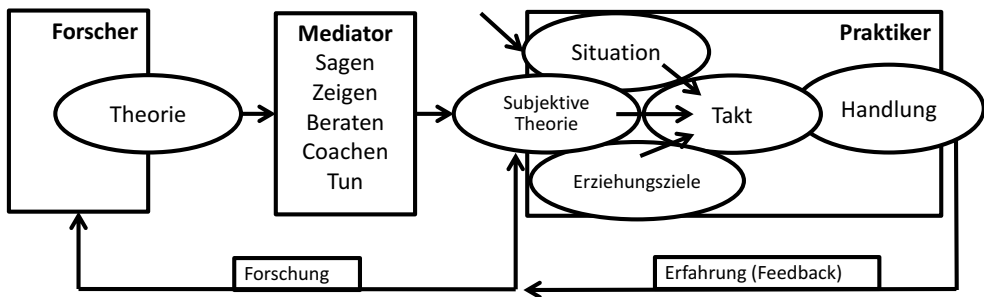 Forscher
Theorie
Mediator
Sagen
Zeigen
Beraten
Coachen
Tun
Praktiker
Situation
Subjektive
Theorie
Takt
Handlung
Erziehungsziele
Forschung
Erfahrung (Feedback)